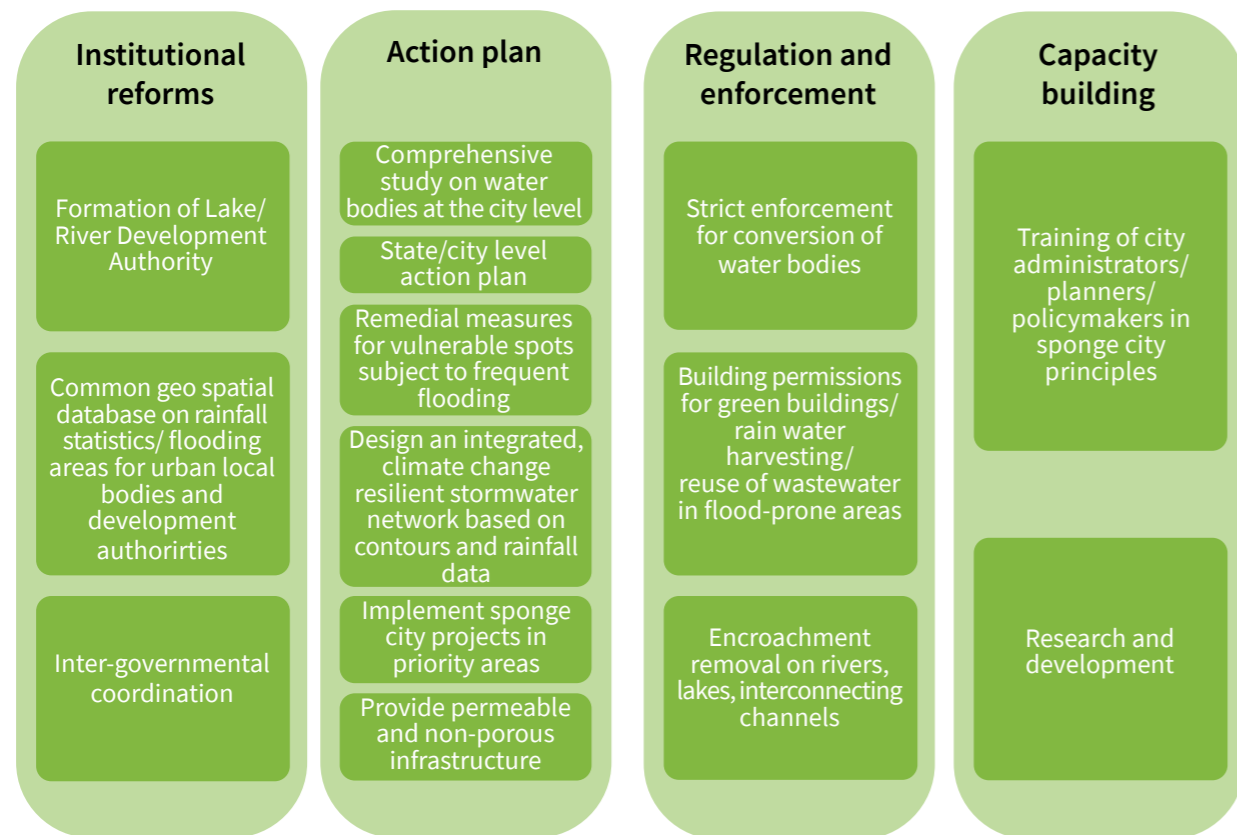 Institutional
reforms
Formation of Lake/
River Development
Authority
Common geo spatial
database on rainfall
statistics/ flooding
areas for urban local
bodies and
development
authorirties
Inter-governmental
coordination
Action plan
Comprehensive
study on water
bodies at the city level
State/city level
action plan
Remedial measures
for vulnerable spots
subject to frequent
flooding
Design an integrated,
climate change
resilient stormwater
network based on
contours and rainfall
data
Implement sponge
city projects in
priority areas
Provide permeable
and non-porous
infrastructure
Regulation and
enforcement
Strict enforcement
for conversion of
water bodies
Building permissions
for green buildings/
rain water
harvesting/
reuse of wastewater
in flood-prone areas
Encroachment
removal on rivers,
lakes, interconnecting
channels
Capacity
building
Training of city
administrators/
planners/
policymakers in
sponge city
principles
Research and
development